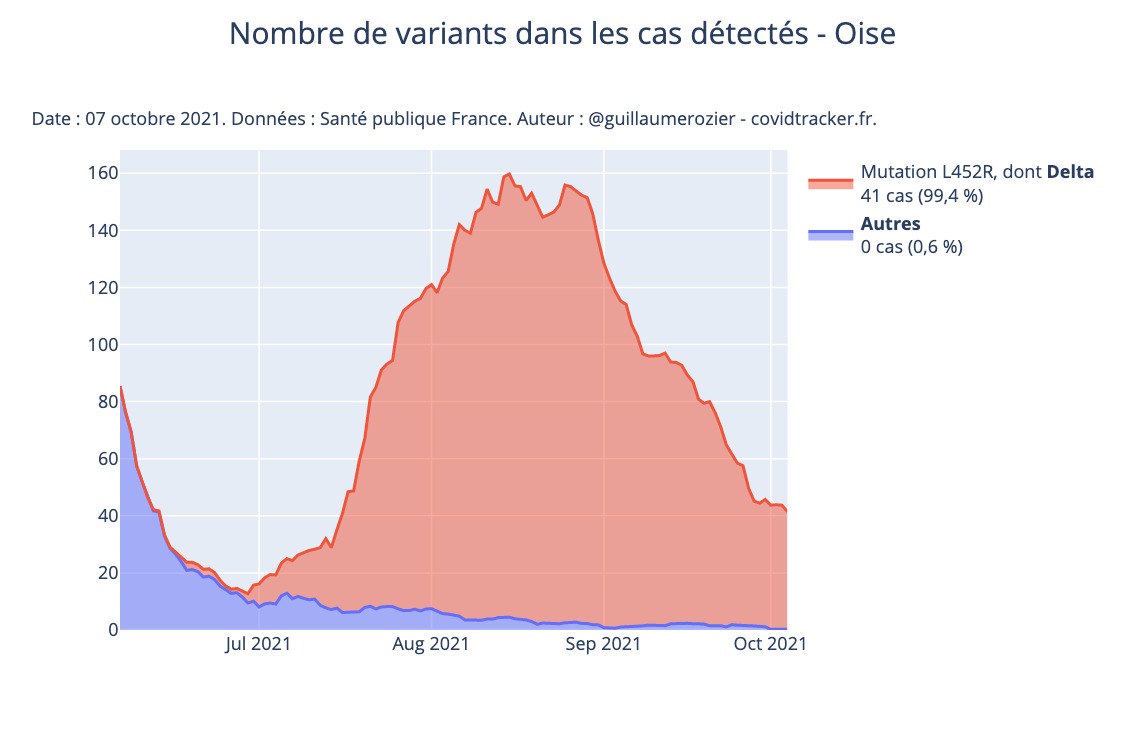 Nombre de variants dans les cas détectés - Oise
Date : 07 octobre 2021. Données : Santé publique France. Auteur : @guillaumerozier - covidtracker.fr.
160
140
120
100
80
60
40
20
0
Jul 2021
Aug 2021
Sep 2021
Oct 2021
Mutation L452R, dont Delta
41 cas (99,4 %)
Autres
0 cas (0,6 %)